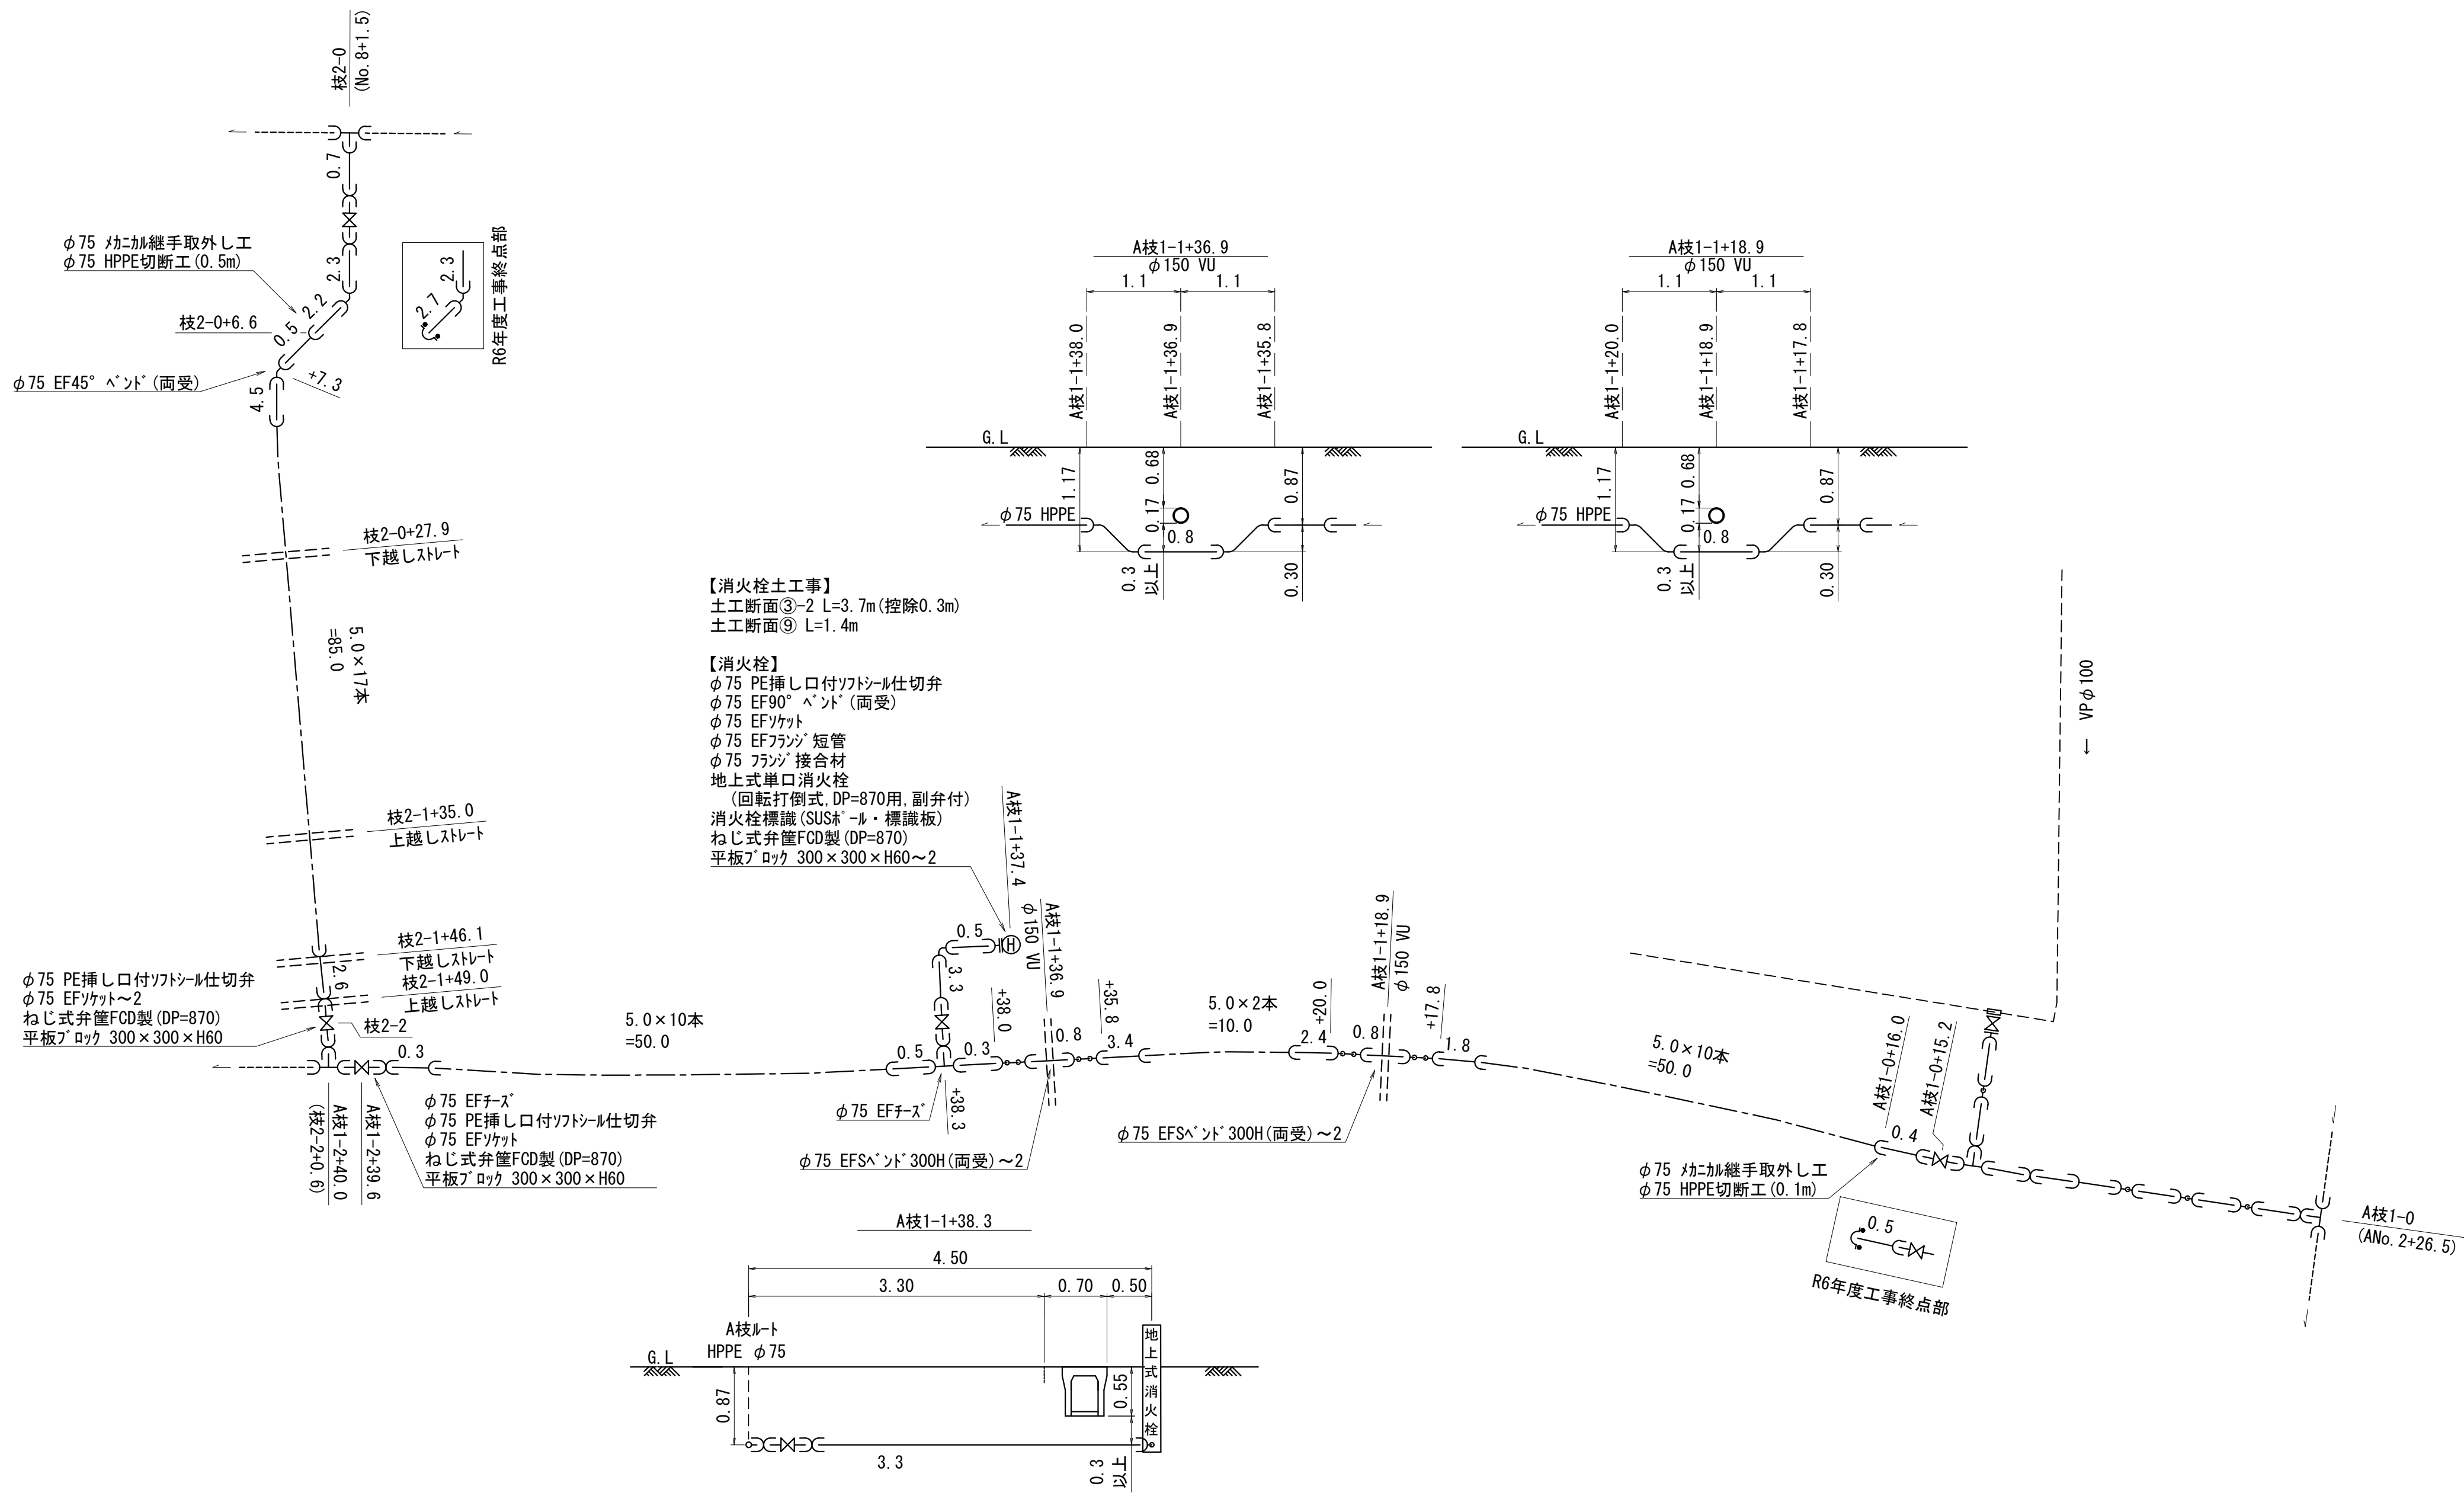 枝2-0
(No.8+1.5)
0.7
φ75 ﾒｶﾆｶﾙ継手取外し工
φ75 HPPE切断工(0.5m)
2.3
2.2
枝2-0+6.6
0.5
φ75 EF45°ﾍﾞﾝﾄﾞ(両受)
+7.3
4.5
2.3
2.7
R6年度工事終点部
枝2-0+27.9
下越しｽﾄﾚｰﾄ
5.0×17本
=85.0
枝2-1+35.0
上越しｽﾄﾚｰﾄ
枝2-1+46.1
下越しｽﾄﾚｰﾄ
2.6
枝2-1+49.0
上越しｽﾄﾚｰﾄ
φ75 PE挿し口付ｿﾌﾄｼｰﾙ仕切弁
φ75 EFｿｹｯﾄ～2
ねじ式弁筐FCD製(DP=870)
平板ﾌﾞﾛｯｸ 300×300×H60
枝2-2
0.3
A枝1-2+40.0
(枝2-2+0.6)
A枝1-2+39.6
φ75 EFﾁｰｽﾞ
φ75 PE挿し口付ｿﾌﾄｼｰﾙ仕切弁
φ75 EFｿｹｯﾄ
ねじ式弁筐FCD製(DP=870)
平板ﾌﾞﾛｯｸ 300×300×H60
5.0×10本
=50.0
A枝1-1+36.9
φ150 VU
1.1
1.1
A枝1-1+38.0
A枝1-1+36.9
A枝1-1+35.8
G.L
1.17
0.68
0.17
0.87
φ75 HPPE
0.8
0.3
以上
0.30
A枝1-1+18.9
φ150 VU
1.1
1.1
A枝1-1+20.0
A枝1-1+18.9
A枝1-1+17.8
G.L
1.17
0.68
0.17
0.87
φ75 HPPE
0.8
0.3
以上
0.30
【消火栓土工事】
土工断面③-2 L=3.7m(控除0.3m)
土工断面⑨ L=1.4m
【消火栓】
φ75 PE挿し口付ｿﾌﾄｼｰﾙ仕切弁
φ75 EF90°ﾍﾞﾝﾄﾞ(両受)
φ75 EFｿｹｯﾄ
φ75 EFﾌﾗﾝｼﾞ短管
φ75 ﾌﾗﾝｼﾞ接合材
地上式単口消火栓
(回転打倒式,DP=870用,副弁付)
消火栓標識(SUSﾎﾟｰﾙ・標識板)
ねじ式弁筐FCD製(DP=870)
平板ﾌﾞﾛｯｸ 300×300×H60～2
A枝1-1+37.4
H
0.5
3.3
0.5
φ75 EFﾁｰｽﾞ
+38.3
0.3
+38.0
A枝1-1+36.9
φ150 VU
0.8
+35.8
3.4
φ75 EFSﾍﾞﾝﾄﾞ300H(両受)～2
5.0×2本
=10.0
2.4
+20.0
A枝1-1+18.9
φ150 VU
0.8
+17.8
1.8
φ75 EFSﾍﾞﾝﾄﾞ300H(両受)～2
VPφ100
→
5.0×10本
=50.0
A枝1-0+16.0
A枝1-0+15.2
0.4
φ75 ﾒｶﾆｶﾙ継手取外し工
φ75 HPPE切断工(0.1m)
0.5
R6年度工事終点部
A枝1-0
(ANo.2+26.5)
A枝1-1+38.3
4.50
3.30
0.70
0.50
A枝ﾙｰﾄ
HPPE φ75
G.L
0.87
0.55
地上式消火栓
3.3
0.3
以上